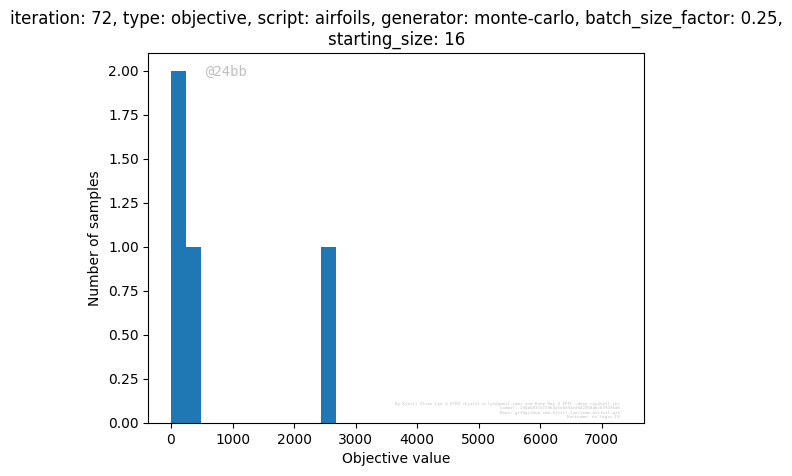 iteration: 72, type: objective, script: airfoils, generator: monte-carlo, batch_size_factor: 0.25,
starting_size: 16
@24bb
2.00
1.75
1.50
1.25
1.00
0.75
0.50
0.25
0.00
Number of samples
0 1000 2000 3000 4000 5000 6000 7000
Objective value